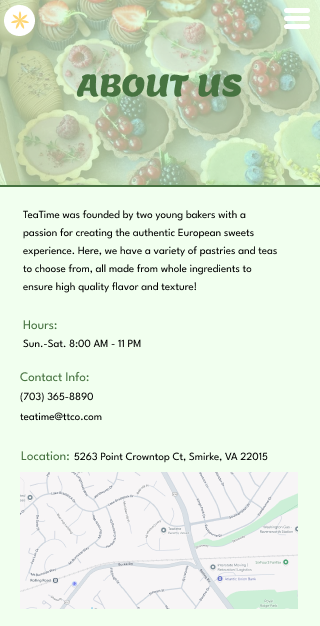 ABOUT US
TeaTime was founded by two young bakers with a
passion for creating the authentic European sweets
experience. Here, we have a variety of pastries and teas
to choose from, all made from whole ingredients to
ensure high quality flavor and texture!
Hours:
Sun.-Sat. 8:00 AM - 11 PM
Contact Info:
(703) 365-8890
teatime@ttco.com
Location: 5263 Point Crowntop Ct, Smirke, VA 22015